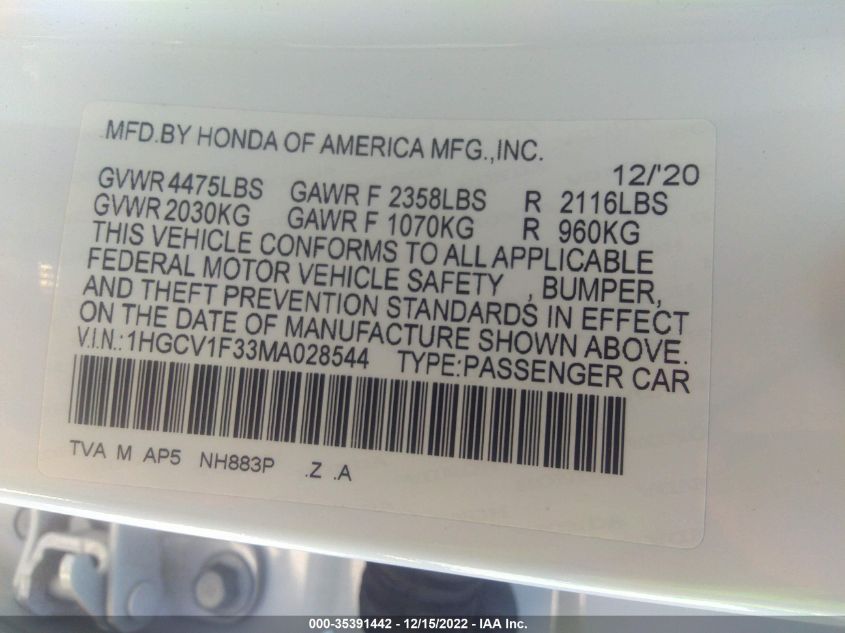 MFD.BY HONDA OF AMERICA MFG.,INC.
12/'20
GVWR 4475LBS GAWR F 2358LBS R 2116LBS
GVWR 2030KG GAWR F 1070KG R 960KG
THIS VEHICLE CONFORMS TO ALL APPLICABLE
FEDERAL MOTOR VEHICLE SAFETY , BUMPER,
AND THEFT PREVENTION STANDARDS IN EFFECT
ON THE DATE OF MANUFACTURE SHOWN ABOVE.
V.I.N.:1HGCV1F33MA028544 TYPE:PASSENGER CAR
TVA M AP5 NH883P .Z .A
000-35391442 - 12/15/2022 - IAA Inc.